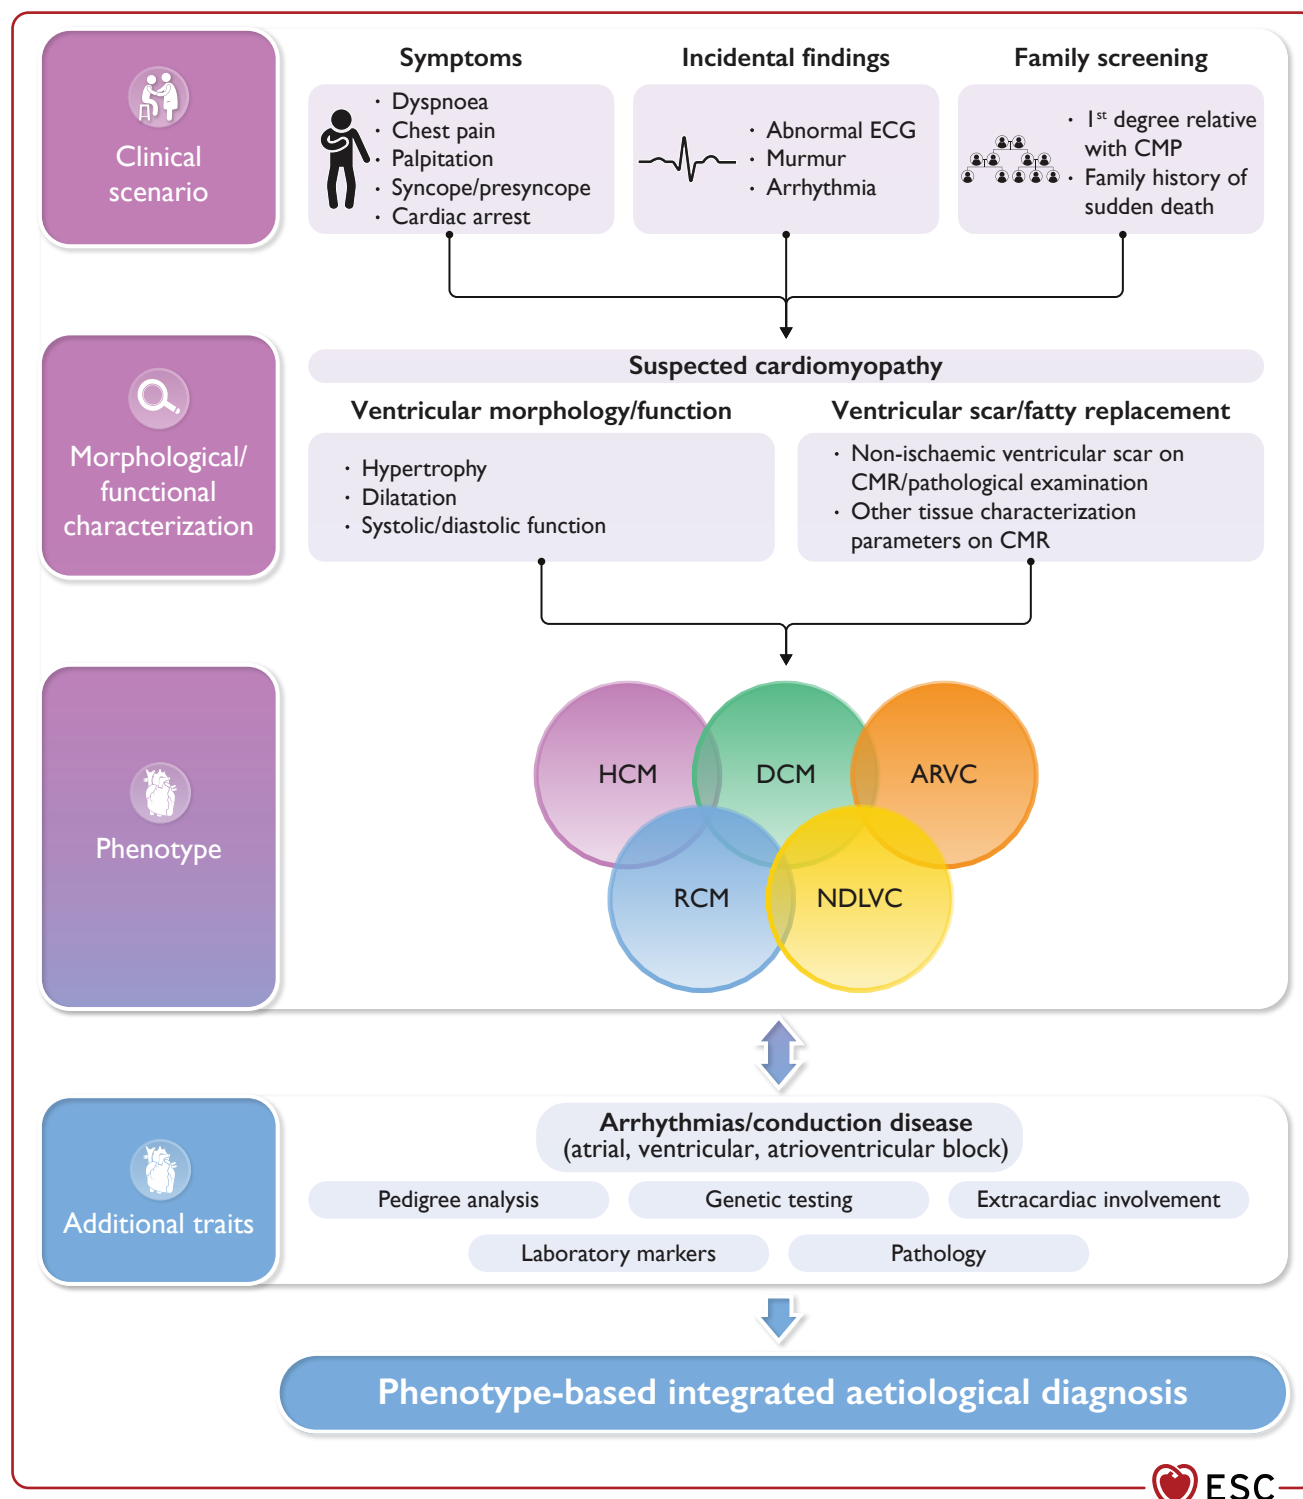 Clinical
scenario
Symptoms
· Dyspnoea
· Chest pain
· Palpitation
· Syncope/presyncope
· Cardiac arrest
Incidental findings
· Abnormal ECG
· Murmur
· Arrhythmia
Family screening
· 1st degree relative
with CMP
· Family history of
sudden death
Morphological/
functional
characterization
Suspected cardiomyopathy
Ventricular morphology/function
· Hypertrophy
· Dilatation
· Systolic/diastolic function
Ventricular scar/fatty replacement
· Non-ischaemic ventricular scar on
CMR/pathological examination
· Other tissue characterization
parameters on CMR
Phenotype
HCM
DCM
ARVC
RCM
NDLVC
Additional traits
Arrhythmias/conduction disease
(atrial, ventricular, atrioventricular block)
Pedigree analysis
Genetic testing
Extracardiac involvement
Laboratory markers
Pathology
Phenotype-based integrated aetiological diagnosis
ESC